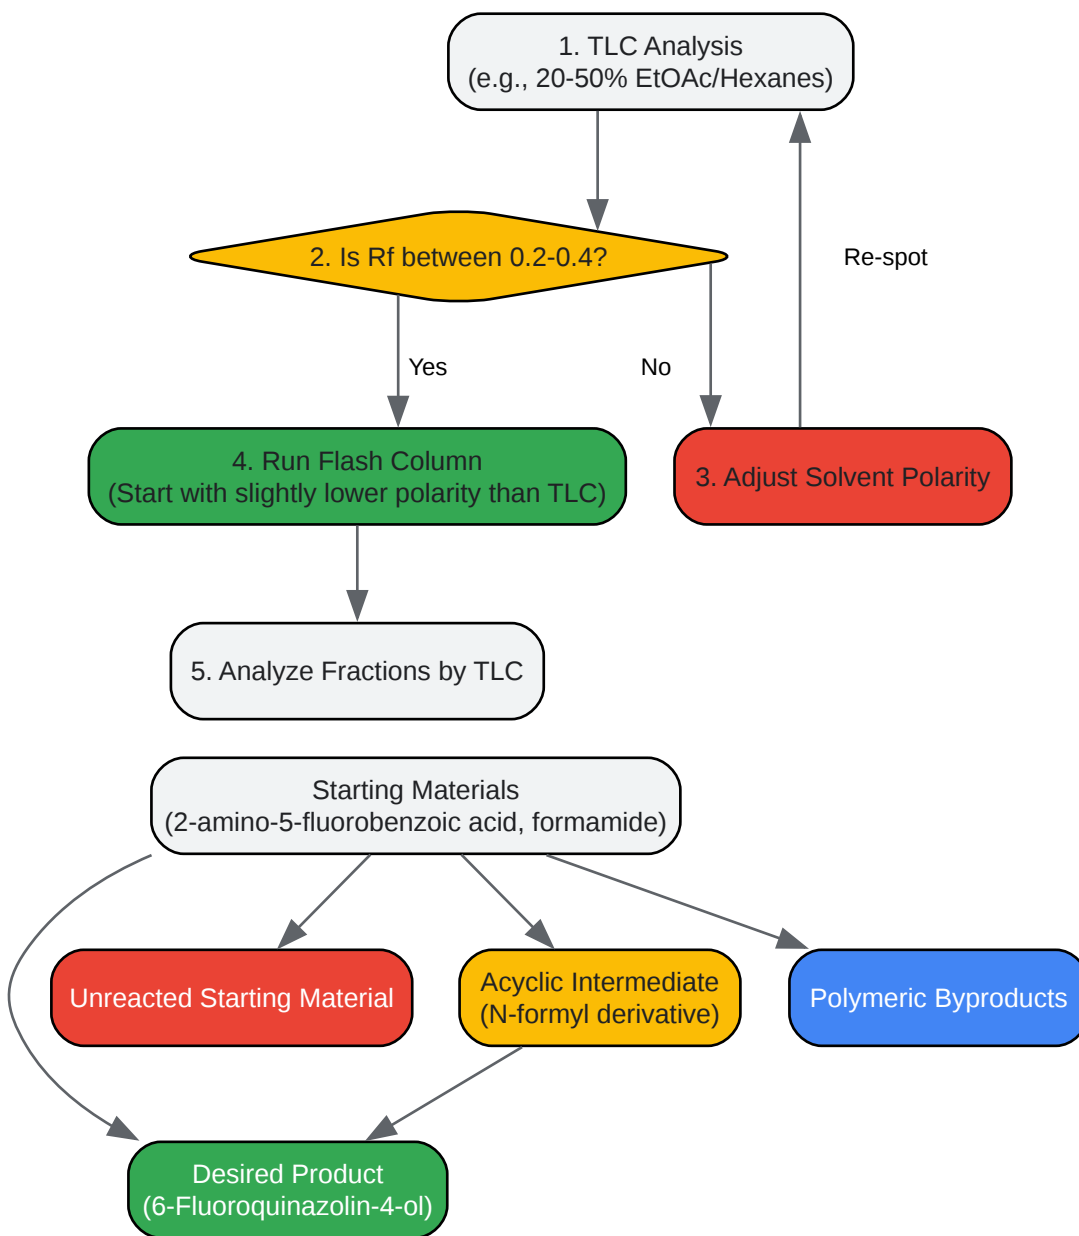 1. TLC Analysis
(e.g., 20-50% EtOAc/Hexanes)
2. Is Rf between 0.2-0.4?
Re-spot
Yes
No
4. Run Flash Column
(Start with slightly lower polarity than TLC)
3. Adjust Solvent Polarity
5. Analyze Fractions by TLC
Starting Materials
(2-amino-5-fluorobenzoic acid, formamide)
Unreacted Starting Material
Acyclic Intermediate
(N-formyl derivative)
Polymeric Byproducts
Desired Product
(6-Fluoroquinazolin-4-ol)